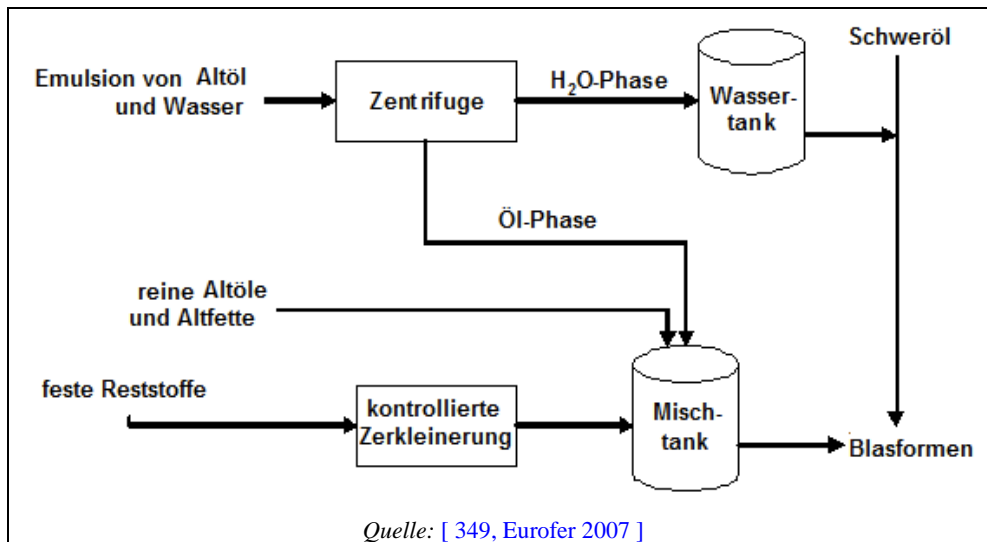 Schweröl
Emulsion von Altöl
und Wasser
Zentrifuge
H₂O-Phase
Wasser-
tank
Öl-Phase
reine Altöle
und Altfette
feste Reststoffe
kontrollierte
Zerkleinerung
Misch-
tank
Blasformen
Quelle: [ 349, Eurofer 2007 ]